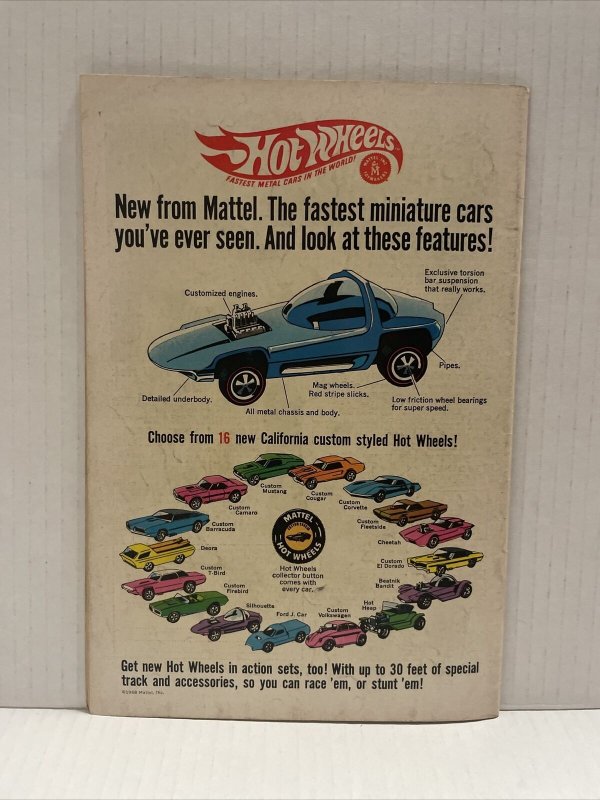 Hot Wheels
FASTEST METAL CARS IN THE WORLD!
MATTEL, INC.
M
TOYMAKERS
New from Mattel. The fastest miniature cars
you've ever seen. And look at these features!
Exclusive torsion
bar suspension
that really works.
Customized engines.
Pipes.
Mag wheels.
Red stripe slicks.
Detailed underbody.
Low friction wheel bearings
for super speed.
All metal chassis and body.
Choose from 16 new California custom styled Hot Wheels!
Custom
Mustang
Custom
Cougar
Custom
Camaro
Custom
Corvette
Custom
Barracuda
Custom
Fleetside
Deora
Cheetah
Custom
T-Bird
Custom
El Dorado
Custom
Firebird
Beatnik
Bandit
Silhouette
Ford J. Car
Custom
Volkswagen
Hot
Heap
MATTEL
HOT WHEELS
Hot Wheels
collector button
comes with
every car.
Get new Hot Wheels in action sets, too! With up to 30 feet of special
track and accessories, so you can race 'em, or stunt 'em!
©1968 Mattel, Inc.